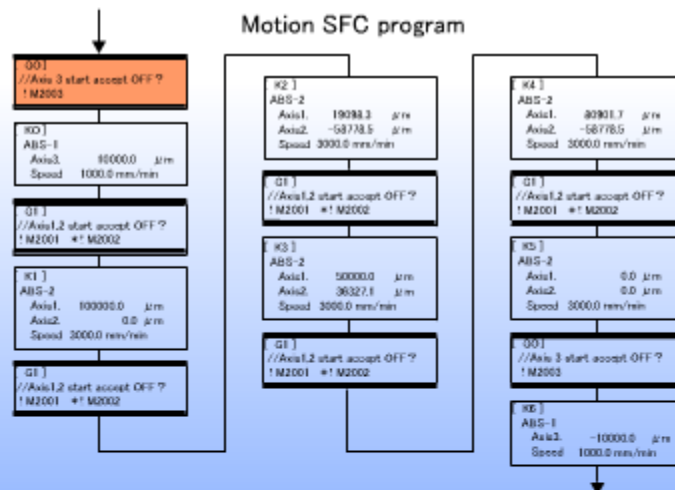 Motion SFC program
[ G0 ]
//Axis 3 start accept OFF?
!M2003
[ K0 ]
ABS-1
Axis3. 10000.0 μm
Speed 1000.0 mm/min
[ G1 ]
//Axis1,2 start accept OFF?
!M2001 *! M2002
[ K1 ]
ABS-2
Axis1. 100000.0 μm
Axis2. 0.0 μm
Speed 3000.0 mm/min
[ G1 ]
//Axis1,2 start accept OFF?
!M2001 *! M2002
[ K2 ]
ABS-2
Axis1. 19098.3 μm
Axis2. -58778.5 μm
Speed 3000.0 mm/min
[ G1 ]
//Axis1,2 start accept OFF?
!M2001 *! M2002
[ K3 ]
ABS-2
Axis1. 50000.0 μm
Axis2. 36327.1 μm
Speed 3000.0 mm/min
[ G1 ]
//Axis1,2 start accept OFF?
!M2001 *! M2002
[ K4 ]
ABS-2
Axis1. 80901.7 μm
Axis2. -58778.5 μm
Speed 3000.0 mm/min
[ G1 ]
//Axis1,2 start accept OFF?
!M2001 *! M2002
[ K5 ]
ABS-2
Axis1. 0.0 μm
Axis2. 0.0 μm
Speed 3000.0 mm/min
[ G0 ]
//Axis 3 start accept OFF?
!M2003
[ K6 ]
ABS-1
Axis3. -10000.0 μm
Speed 1000.0 mm/min